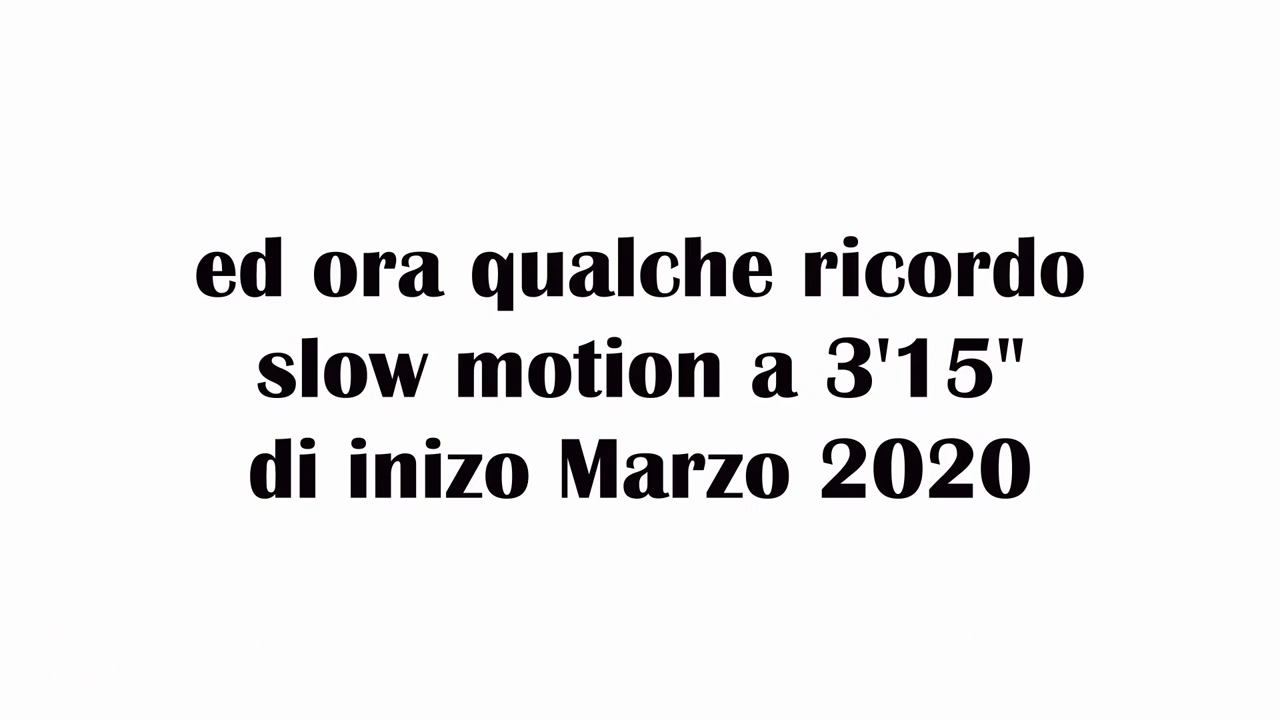 ed ora qualche ricordo
slow motion a 3'15"
di inizo Marzo 2020